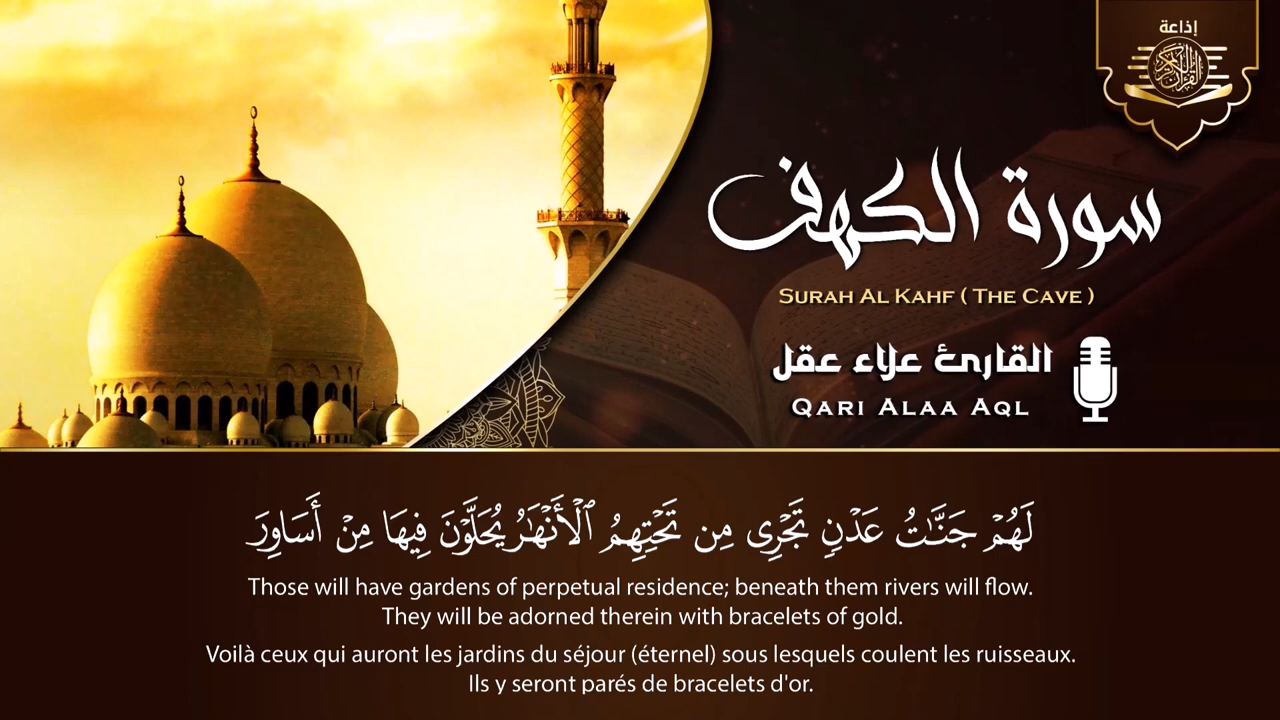 إذاعة
القرآن الكريم
سورة الكهف
SURAH AL KAHF ( THE CAVE )
القارئ علاء عقل
QARI ALAA AQL
لَهُمْ جَنَّـٰتُ عَدْنٍ تَجْرِى مِن تَحْتِهِمُ ٱلْأَنْهَـٰرُ يُحَلَّوْنَ فِيهَا مِنْ أَسَاوِرَ
Those will have gardens of perpetual residence; beneath them rivers will flow.
They will be adorned therein with bracelets of gold.
Voilà ceux qui auront les jardins du séjour (éternel) sous lesquels coulent les ruisseaux.
Ils y seront parés de bracelets d'or.